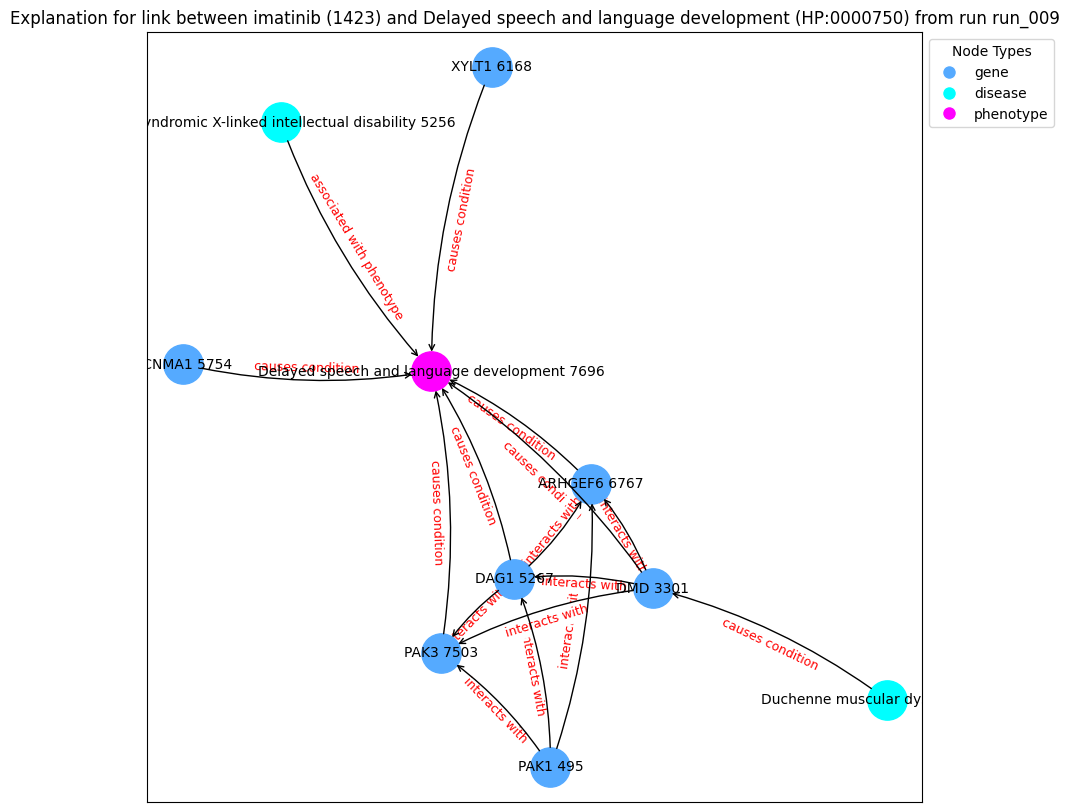 Explanation for link between imatinib (1423) and Delayed speech and language development (HP:0000750) from run run_009
Node Types
gene
disease
phenotype
XYLT1 6168
yndromic X-linked intellectual disability 5256
associated with phenotype
causes condition
CNMA1 5754
causes condition
Delayed speech and language development 7696
causes condition
causes condition
causes condi
causes condition
ARHGEF6 6767
interacts with
interacts with
DAG1 5267
interacts with
DMD 3301
interacts with
interacts with
causes condition
PAK3 7503
interacts with
interacts with
interac
Duchenne muscular dy
PAK1 495